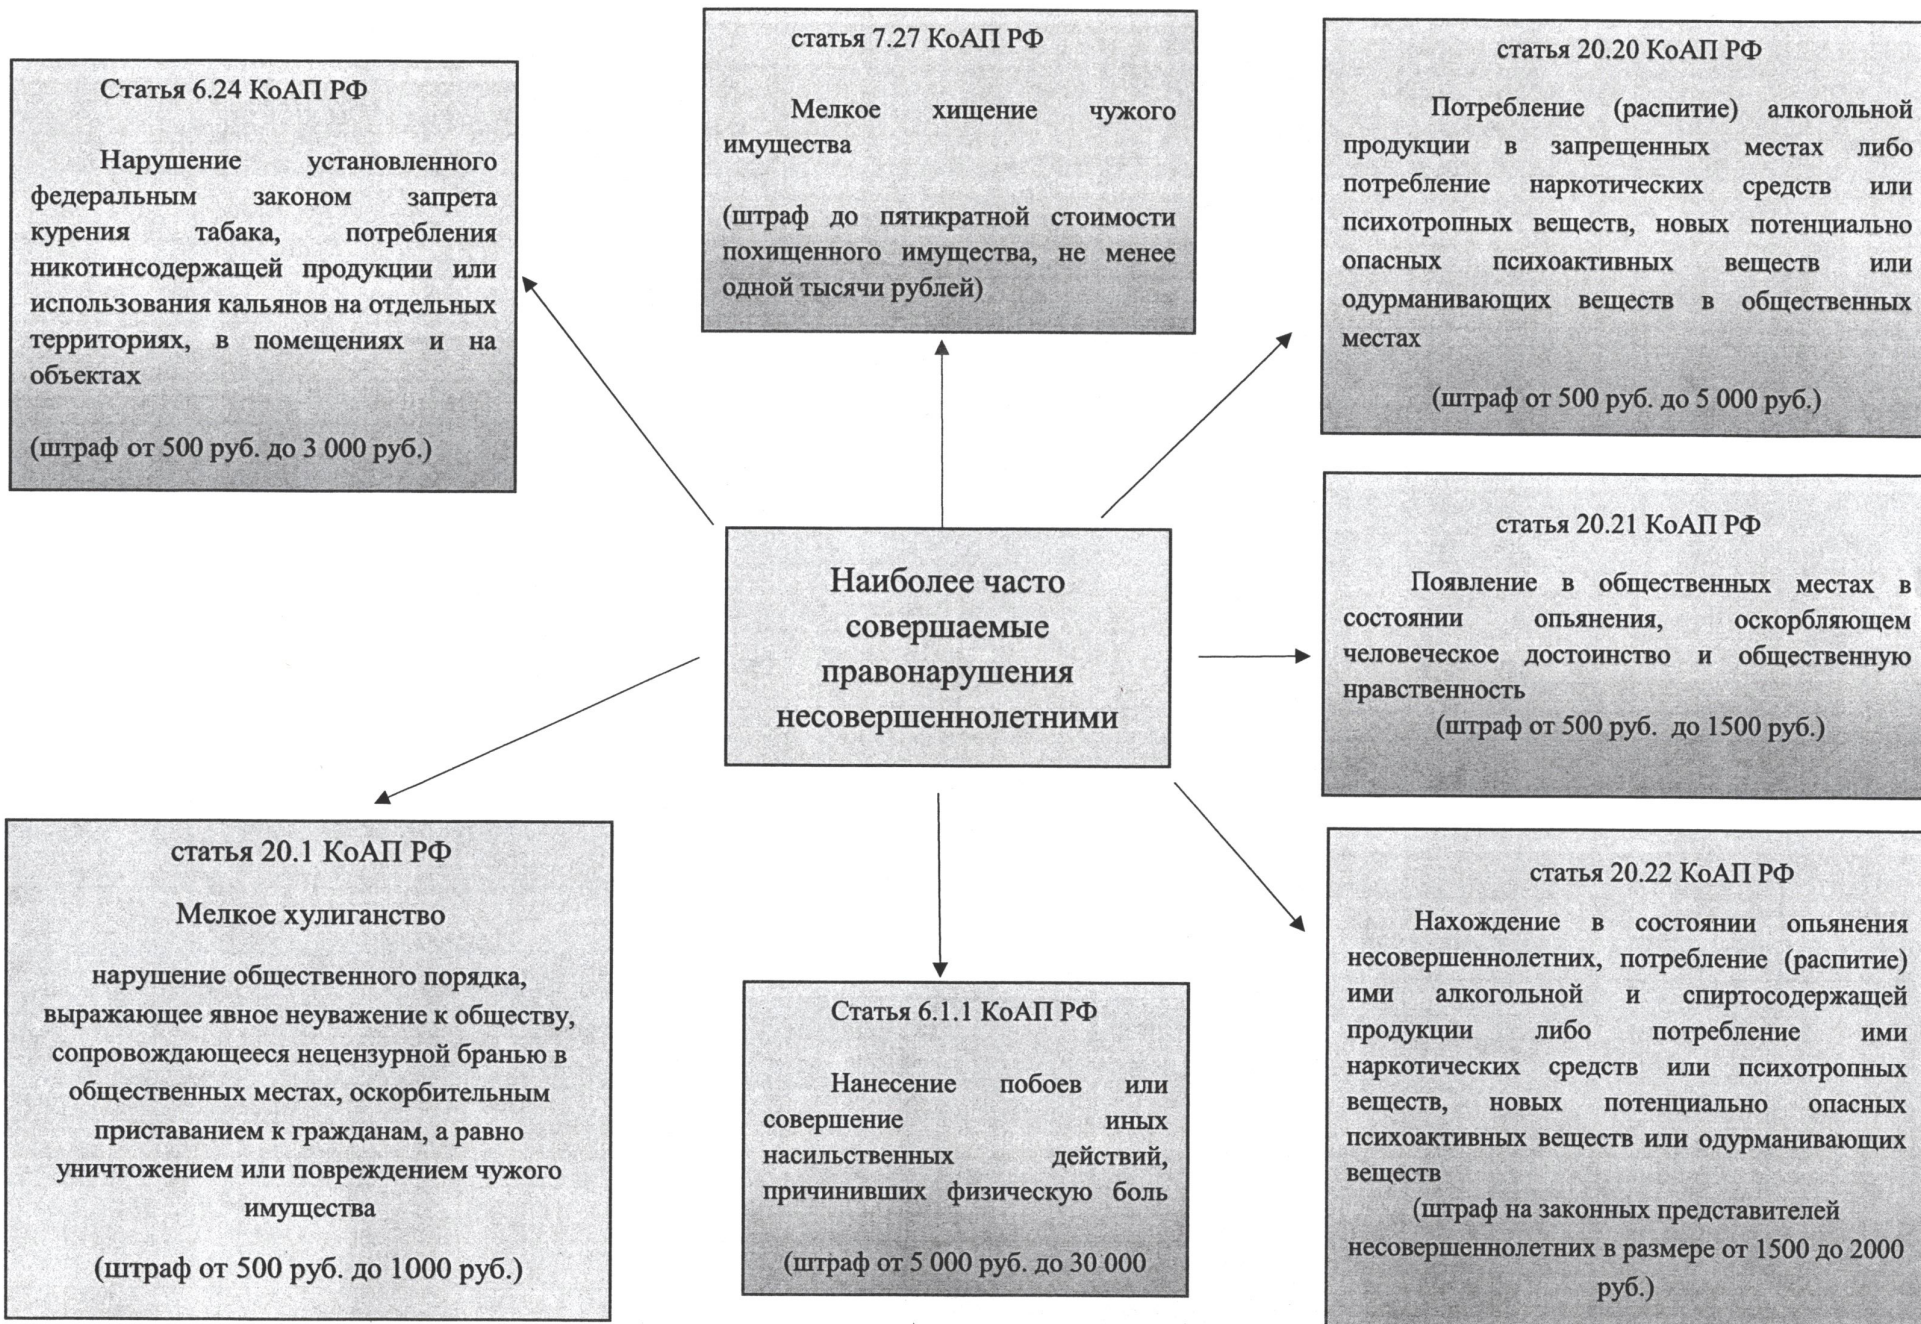 Статья 6.24 КоАП РФ
Нарушение установленного
федеральным законом запрета
курения табака, потребления
никотинсодержащей продукции или
использования кальянов на отдельных
территориях, в помещениях и на
объектах
(штраф от 500 руб. до 3 000 руб.)
статья 7.27 КоАП РФ
Мелкое хищение чужого
имущества
(штраф до пятикратной стоимости
похищенного имущества, не менее
одной тысячи рублей)
статья 20.20 КоАП РФ
Потребление (распитие) алкогольной
продукции в запрещенных местах либо
потребление наркотических средств или
психотропных веществ, новых потенциально
опасных психоактивных веществ или
одурманивающих веществ в общественных
местах
(штраф от 500 руб. до 5 000 руб.)
Наиболее часто
совершаемые
правонарушения
несовершеннолетними
статья 20.21 КоАП РФ
Появление в общественных местах в
состоянии опьянения, оскорбляющем
человеческое достоинство и общественную
нравственность
(штраф от 500 руб. до 1500 руб.)
статья 20.1 КоАП РФ
Мелкое хулиганство
нарушение общественного порядка,
выражающее явное неуважение к обществу,
сопровождающееся нецензурной бранью в
общественных местах, оскорбительным
приставанием к гражданам, а равно
уничтожением или повреждением чужого
имущества
(штраф от 500 руб. до 1000 руб.)
Статья 6.1.1 КоАП РФ
Нанесение побоев или
совершение иных
насильственных действий,
причинивших физическую боль
(штраф от 5 000 руб. до 30 000
статья 20.22 КоАП РФ
Нахождение в состоянии опьянения
несовершеннолетних, потребление (распитие)
ими алкогольной и спиртосодержащей
продукции либо потребление ими
наркотических средств или психотропных
веществ, новых потенциально опасных
психоактивных веществ или одурманивающих
веществ
(штраф на законных представителей
несовершеннолетних в размере от 1500 до 2000
руб.)